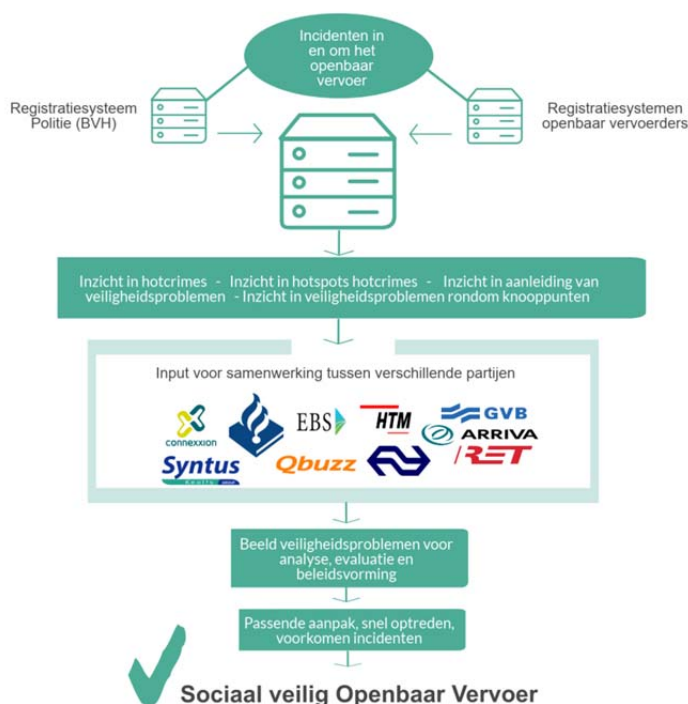 Incidenten in
en om het
openbaar
vervoer
Registratiesysteem
Politie (BVH)
Registratiesystemen
openbaar vervoerders
Inzicht in hotcrimes - Inzicht in hotspots hotcrimes - Inzicht in aanleiding van
veiligheidsproblemen - Inzicht in veiligheidsproblemen rondom knooppunten
Input voor samenwerking tussen verschillende partijen
connexxion
EBS
HTM
GVB
ARRIVA
Syntus
Keolis
Qbuzz
RET
Beeld veiligheidsproblemen voor
analyse, evaluatie en
beleidsvorming
Passende aanpak, snel optreden,
voorkomen incidenten
Sociaal veilig Openbaar Vervoer